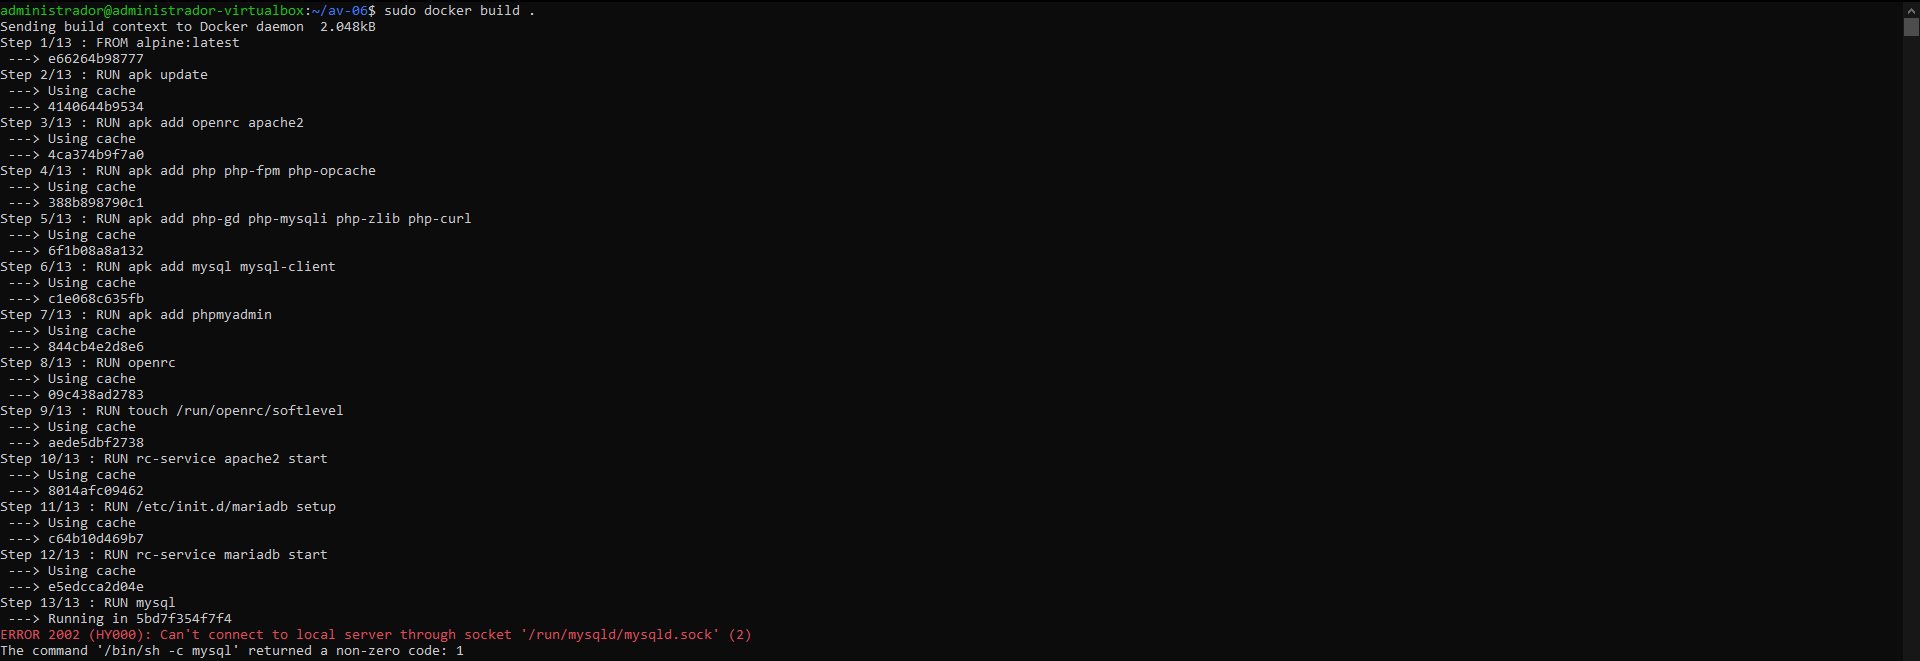 administrador@administrador-virtualbox:~/av-06$ sudo docker build .
Sending build context to Docker daemon  2.048kB
Step 1/13 : FROM alpine:latest
 ---> e66264b98777
Step 2/13 : RUN apk update
 ---> Using cache
 ---> 4140644b9534
Step 3/13 : RUN apk add openrc apache2
 ---> Using cache
 ---> 4ca374b9f7a0
Step 4/13 : RUN apk add php php-fpm php-opcache
 ---> Using cache
 ---> 388b898790c1
Step 5/13 : RUN apk add php-gd php-mysqli php-zlib php-curl
 ---> Using cache
 ---> 6f1b08a8a132
Step 6/13 : RUN apk add mysql mysql-client
 ---> Using cache
 ---> c1e068c635fb
Step 7/13 : RUN apk add phpmyadmin
 ---> Using cache
 ---> 844cb4e2d8e6
Step 8/13 : RUN openrc
 ---> Using cache
 ---> 09c438ad2783
Step 9/13 : RUN touch /run/openrc/softlevel
 ---> Using cache
 ---> aede5dbf2738
Step 10/13 : RUN rc-service apache2 start
 ---> Using cache
 ---> 8014afc09462
Step 11/13 : RUN /etc/init.d/mariadb setup
 ---> Using cache
 ---> c64b10d469b7
Step 12/13 : RUN rc-service mariadb start
 ---> Using cache
 ---> e5edcca2d04e
Step 13/13 : RUN mysql
 ---> Running in 5bd7f354f7f4
ERROR 2002 (HY000): Can't connect to local server through socket '/run/mysqld/mysqld.sock' (2)
The command '/bin/sh -c mysql' returned a non-zero code: 1